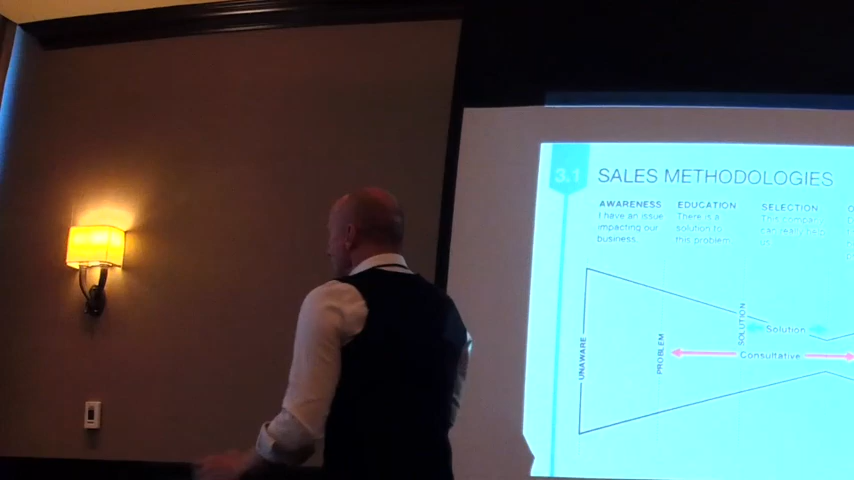 3.1 SALES METHODOLOGIES
AWARENESS
I have an issue
impacting our
business.
EDUCATION
There is a
solution to
this problem.
SELECTION
This company
can really help
us.
UNAWARE
PROBLEM
SOLUTION
Solution
Consultative